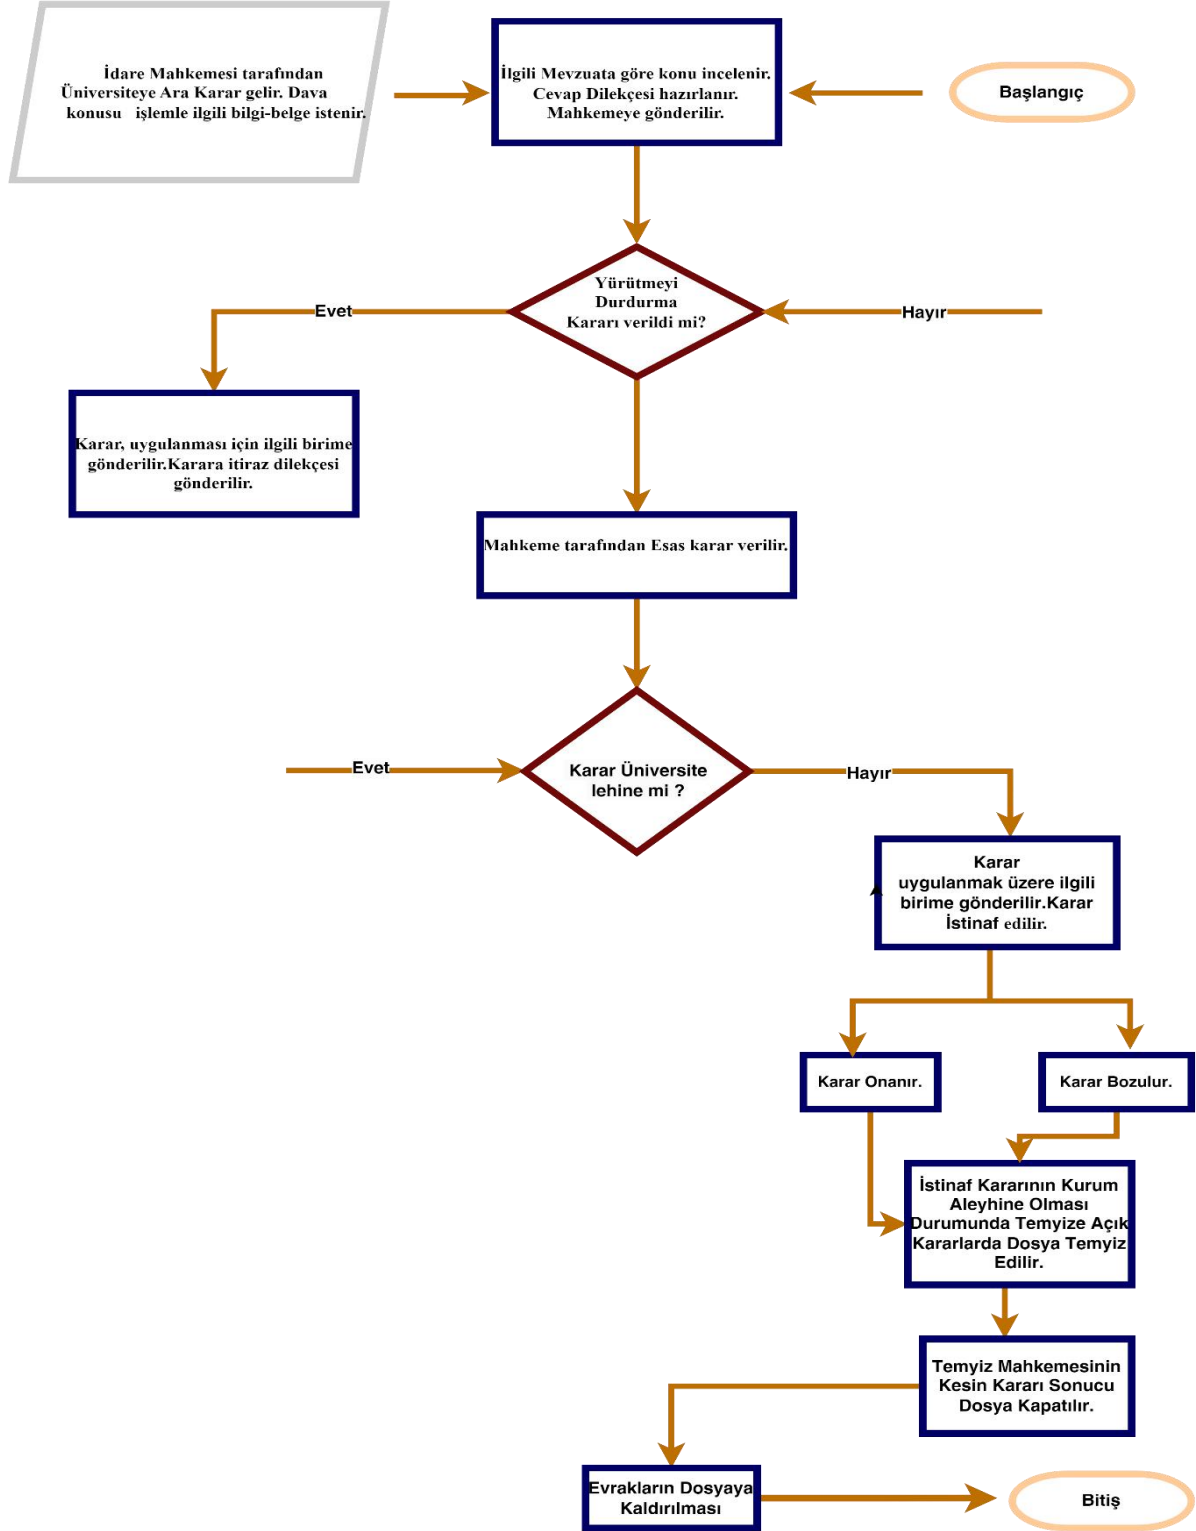 İdare Mahkemesi tarafından
Üniversiteye Ara Karar gelir. Dava
konusu işlemle ilgili bilgi-belge istenir.
İlgili Mevzuata göre konu incelenir.
Cevap Dilekçesi hazırlanır.
Mahkemeye gönderilir.
Başlangıç
Yürütmeyi
Durdurma
Kararı verildi mi?
Evet
Hayır
Karar, uygulanması için ilgili birime
gönderilir.Karara itiraz dilekçesi
gönderilir.
Mahkeme tarafından Esas karar verilir.
Evet
Karar Üniversite
lehine mi ?
Hayır
Karar
uygulanmak üzere ilgili
birime gönderilir.Karar
İstinaf edilir.
Karar Onanır.
Karar Bozulur.
İstinaf Kararının Kurum
Aleyhine Olması
Durumunda Temyize Açık
Kararlarda Dosya Temyiz
Edilir.
Temyiz Mahkemesinin
Kesin Kararı Sonucu
Dosya Kapatılır.
Evrakların Dosyaya
Kaldırılması
Bitiş